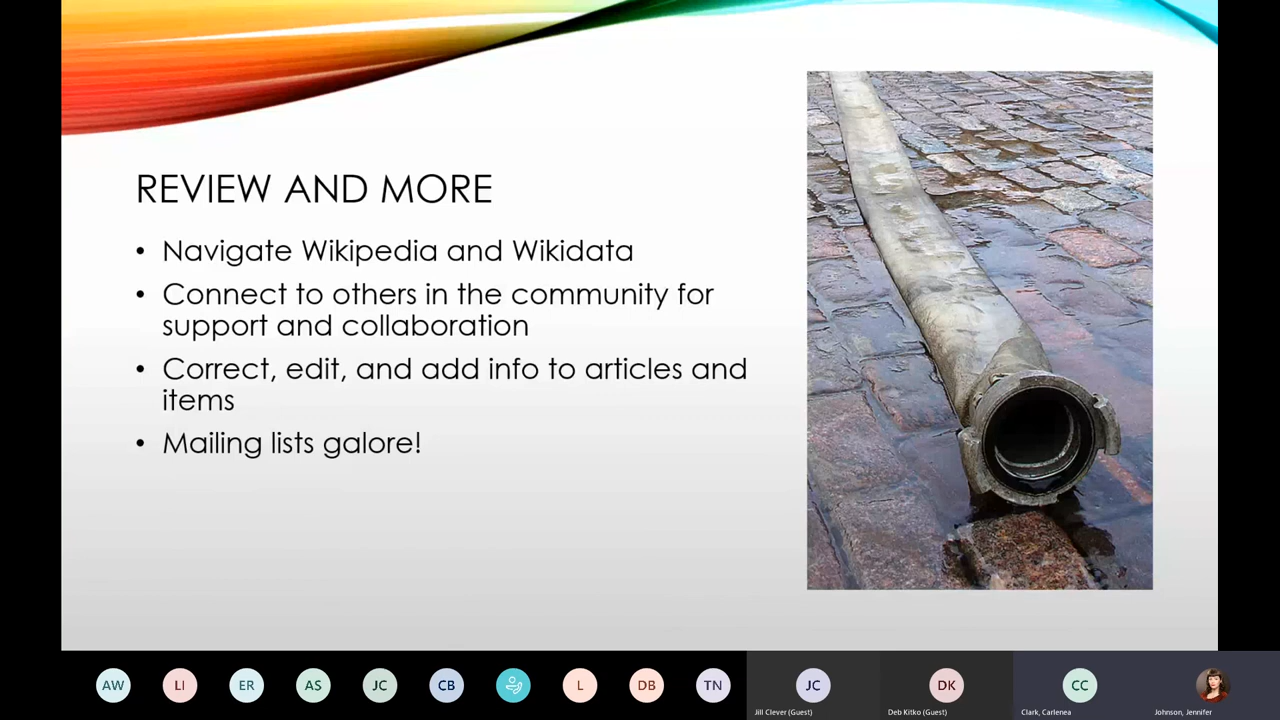 REVIEW AND MORE
• Navigate Wikipedia and Wikidata
• Connect to others in the community for
support and collaboration
• Correct, edit, and add info to articles and
items
• Mailing lists galore!
AW LI ER AS JC CB L DB TN JC DK CC
Jill Clever (Guest) Deb Kitko (Guest) Clark, Carlenea Johnson, Jennifer